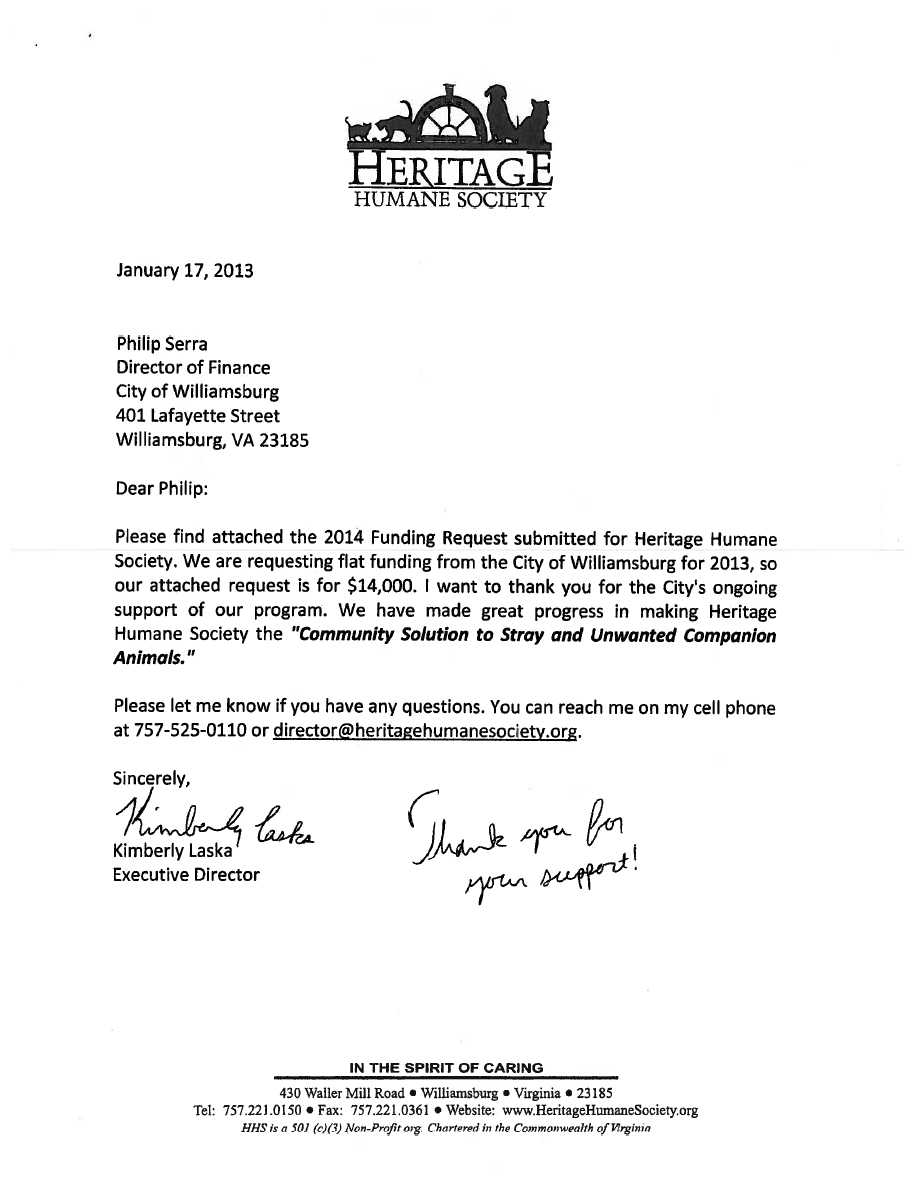 HERITAGE
HUMANE SOCIETY
January 17, 2013
Philip Serra
Director of Finance
City of Williamsburg
401 Lafayette Street
Williamsburg, VA 23185
Dear Philip:
Please find attached the 2014 Funding Request submitted for Heritage Humane
Society. We are requesting flat funding from the City of Williamsburg for 2013, so
our attached request is for $14,000. I want to thank you for the City's ongoing
support of our program. We have made great progress in making Heritage
Humane Society the "Community Solution to Stray and Unwanted Companion
Animals."
Please let me know if you have any questions. You can reach me on my cell phone
at 757-525-0110 or director@heritagehumanesociety.org.
Sincerely,
Kimberly Laska
Kimberly Laska
Executive Director
Thank you for
your support!
IN THE SPIRIT OF CARING
430 Waller Mill Road • Williamsburg • Virginia • 23185
Tel: 757.221.0150 • Fax: 757.221.0361 • Website: www.HeritageHumaneSociety.org
HHS is a 501 (c)(3) Non-Profit org. Chartered in the Commonwealth of Virginia